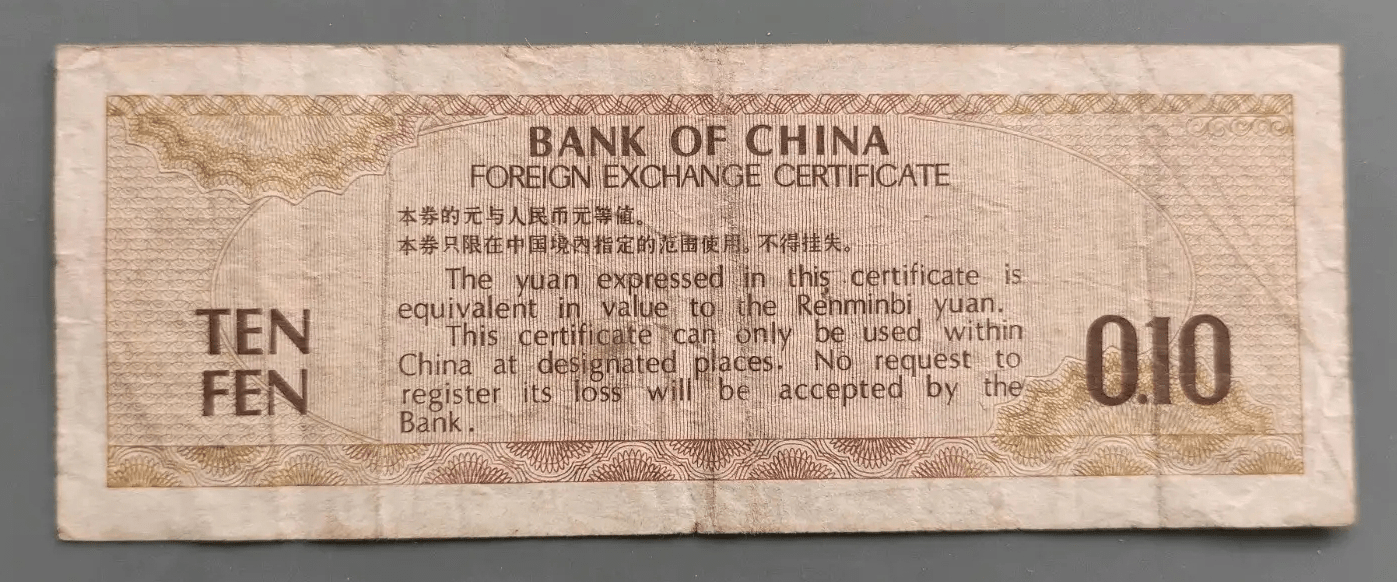 BANK OF CHINA
FOREIGN EXCHANGE CERTIFICATE
本券的元与人民币元等值。
本券只限在中国境内指定的范围使用。不得挂失。
The yuan expressed in this certificate is
equivalent in value to the Renminbi yuan.
This certificate can only be used within
China at designated places. No request to
register its loss will be accepted by the
Bank.
TEN
FEN
0.10